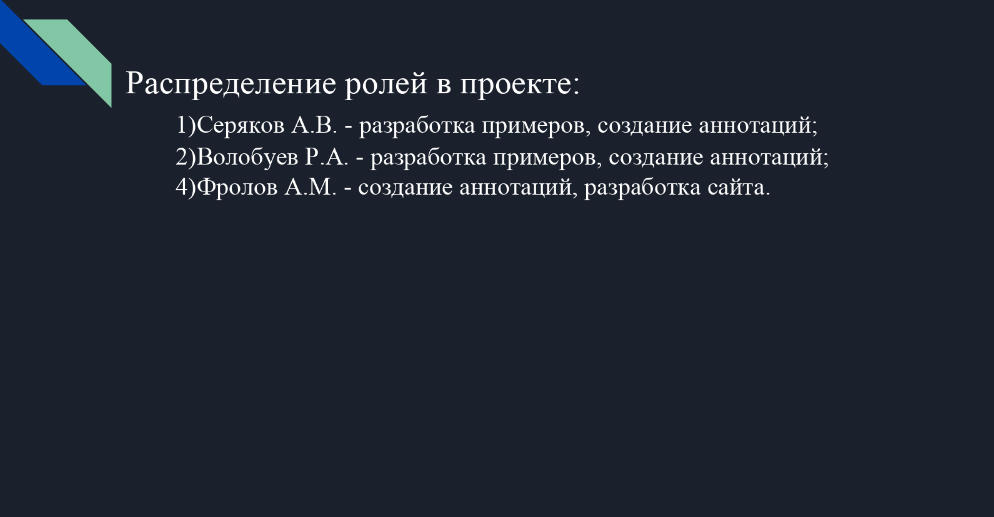 Распределение ролей в проекте:
1)Серяков А.В. - разработка примеров, создание аннотаций;
2)Волобуев Р.А. - разработка примеров, создание аннотаций;
4)Фролов А.М. - создание аннотаций, разработка сайта.